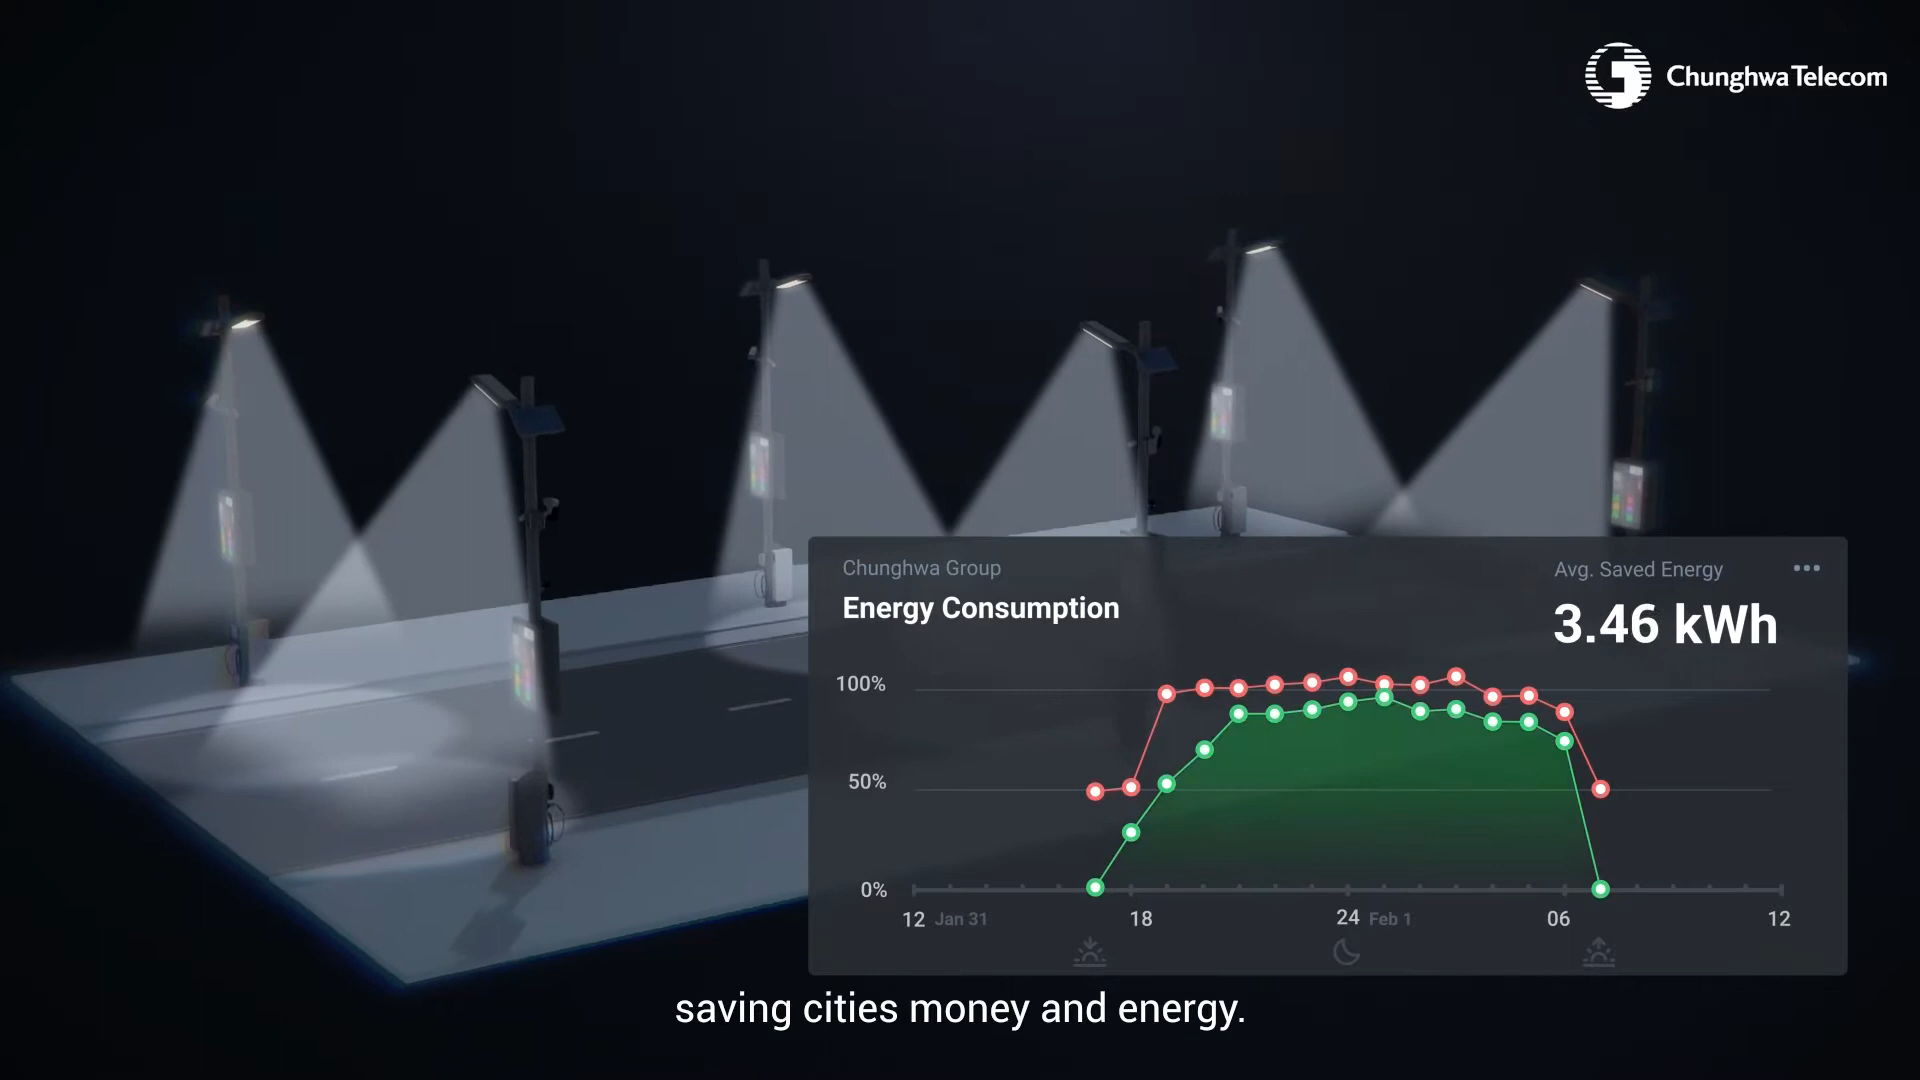 Chunghwa Telecom
Chunghwa Group
Avg. Saved Energy
Energy Consumption
3.46 kWh
100%
50%
0%
12 Jan 31 18 24 Feb 1 06 12
saving cities money and energy.